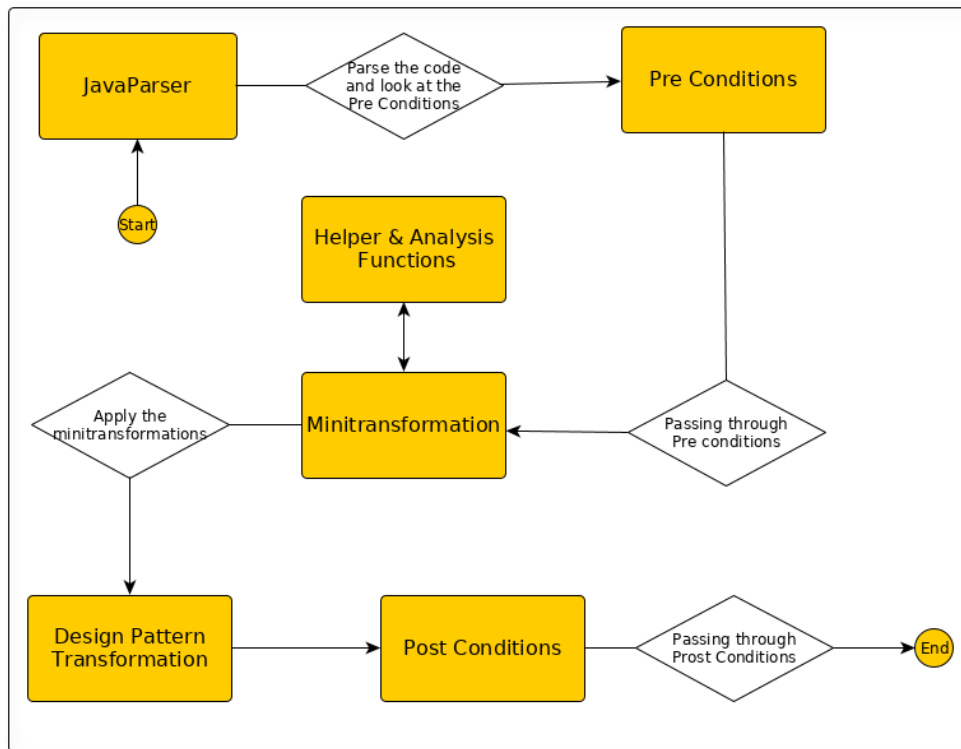 JavaParser
Parse the code
and look at the
Pre Conditions
Pre Conditions
Start
Helper & Analysis
Functions
Minitransformation
Passing through
Pre conditions
Apply the
minitransformations
Design Pattern
Transformation
Post Conditions
Passing through
Prost Conditions
End